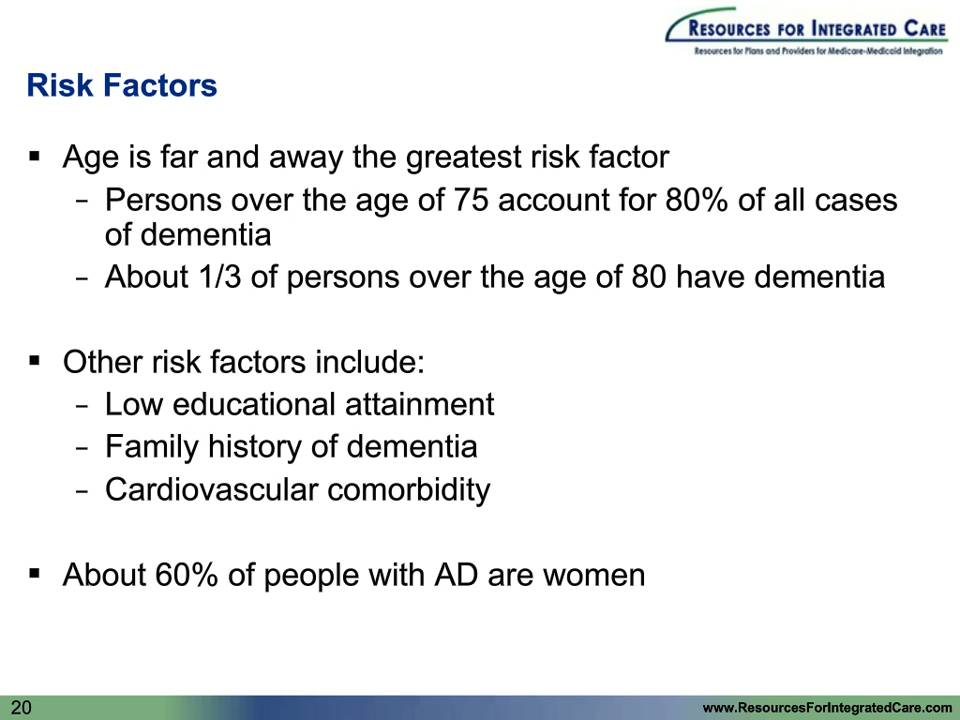 RESOURCES FOR INTEGRATED CARE
Resources for Plans and Providers for Medicare-Medicaid Integration
Risk Factors
▪ Age is far and away the greatest risk factor
– Persons over the age of 75 account for 80% of all cases
of dementia
– About 1/3 of persons over the age of 80 have dementia
▪ Other risk factors include:
– Low educational attainment
– Family history of dementia
– Cardiovascular comorbidity
▪ About 60% of people with AD are women
20
www.ResourcesForIntegratedCare.com